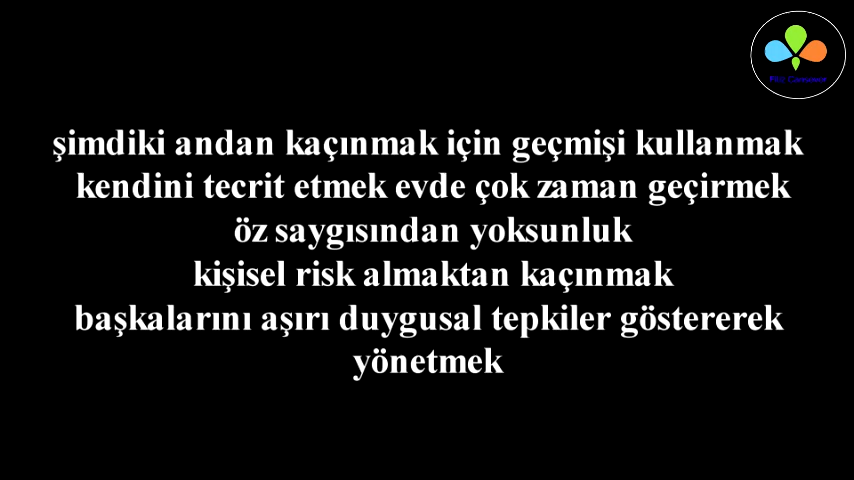 şimdiki andan kaçınmak için geçmişi kullanmak
kendini tecrit etmek evde çok zaman geçirmek
öz saygısından yoksunluk
kişisel risk almaktan kaçınmak
başkalarını aşırı duygusal tepkiler göstererek
yönetmek